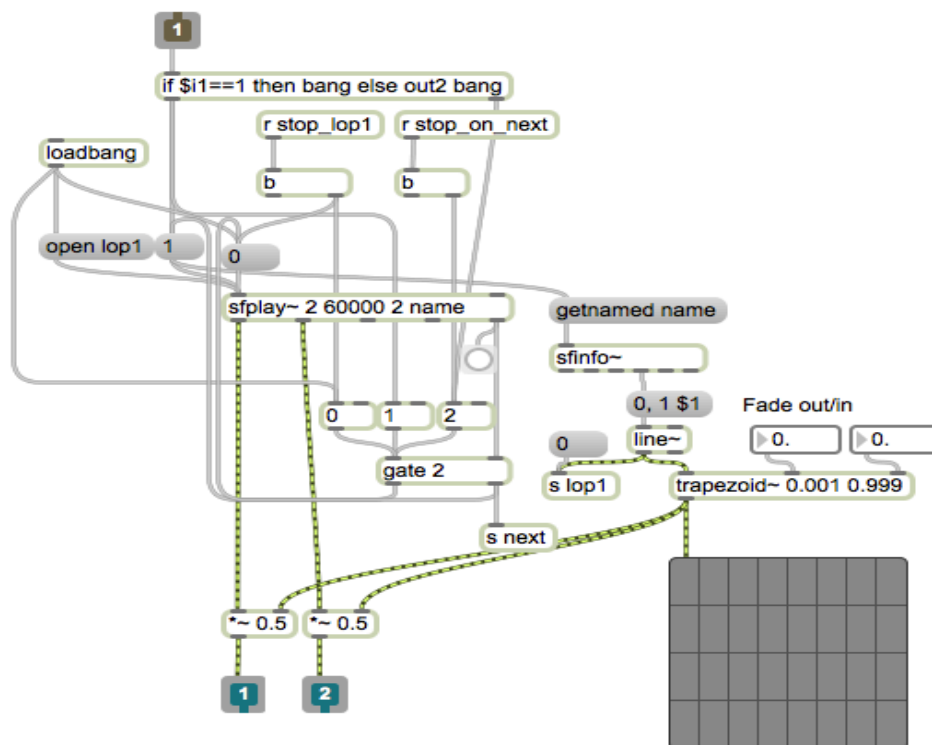 1
if $i1==1 then bang else out2 bang
r stop_lop1
r stop_on_next
loadbang
b
b
open lop1
1
0
sfplay~ 2 60000 2 name
getnamed name
sfinfo~
0
1
2
0, 1 $1
Fade out/in
0
line~
0.
0.
gate 2
s lop1
trapezoid~ 0.001 0.999
s next
*~ 0.5
*~ 0.5
1
2